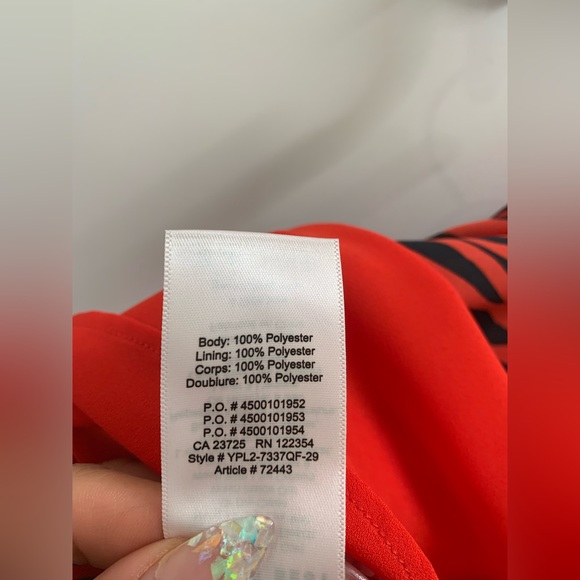 Body: 100% Polyester
Lining: 100% Polyester
Corps: 100% Polyester
Doublure: 100% Polyester
P.O. # 4500101952
P.O. # 4500101953
P.O. # 4500101954
CA 23725 RN 122354
Style # YPL2-7337QF-29
Article # 72443